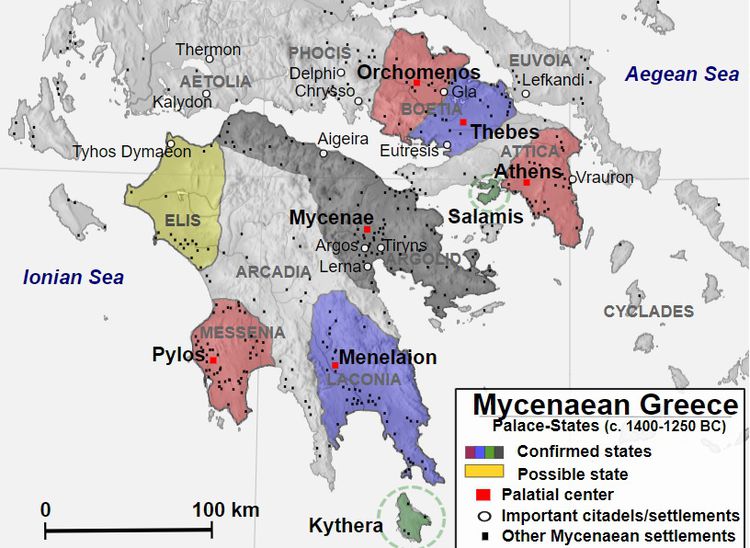 Thermon
PHOCIS
EUVOIA
AETOLIA
Delphi
Orchomenos
Aegean Sea
Chrysso
Gla
Lefkandi
Kalydon
BOETIA
Thebes
Tyhos Dymaeon
Aigeira
Eutresis
ATTICA
Athens
Vrauron
ELIS
Mycenae
Salamis
Argos
Tiryns
ARGOLID
Lerna
Ionian Sea
ARCADIA
CYCLADES
MESSENIA
Pylos
Menelaion
LACONIA
Mycenaean Greece
Palace-States (c. 1400-1250 BC)
Confirmed states
Possible state
Palatial center
Important citadels/settlements
Other Mycenaean settlements
0
100 km
Kythera